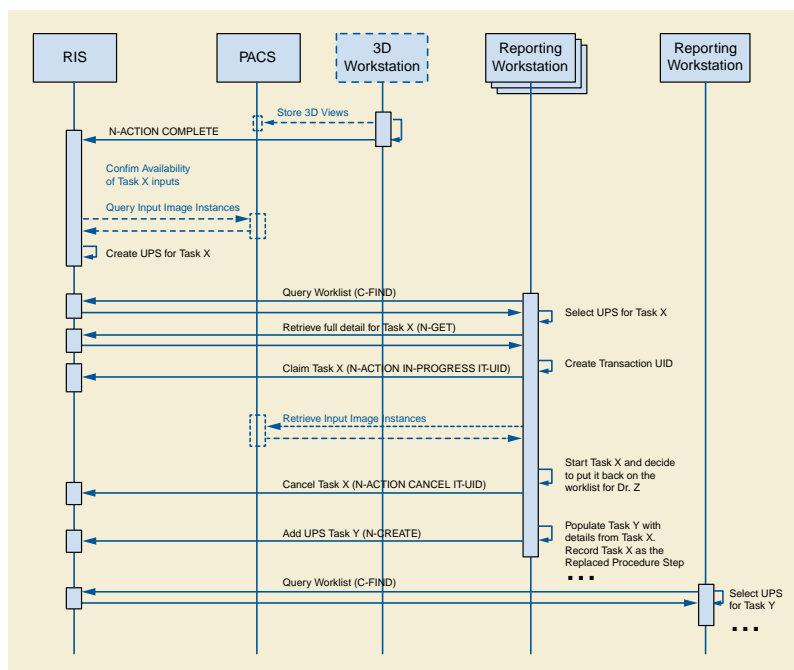 RIS
PACS
3D
Workstation
Reporting
Workstation
Reporting
Workstation
Store 3D Views
N-ACTION COMPLETE
Confim Availability
of Task X inputs
Query Input Image Instances
Create UPS for Task X
Query Worklist (C-FIND)
Select UPS for Task X
Retrieve full detail for Task X (N-GET)
Create Transaction UID
Claim Task X (N-ACTION IN-PROGRESS IT-UID)
Retrieve Input Image Instances
Start Task X and decide
to put it back on the
worklist for Dr. Z
Cancel Task X (N-ACTION CANCEL IT-UID)
Populate Task Y with
details from Task X.
Record Task X as the
Replaced Procedure Step
Add UPS Task Y (N-CREATE)
...
Query Worklist (C-FIND)
Select UPS
for Task Y
...